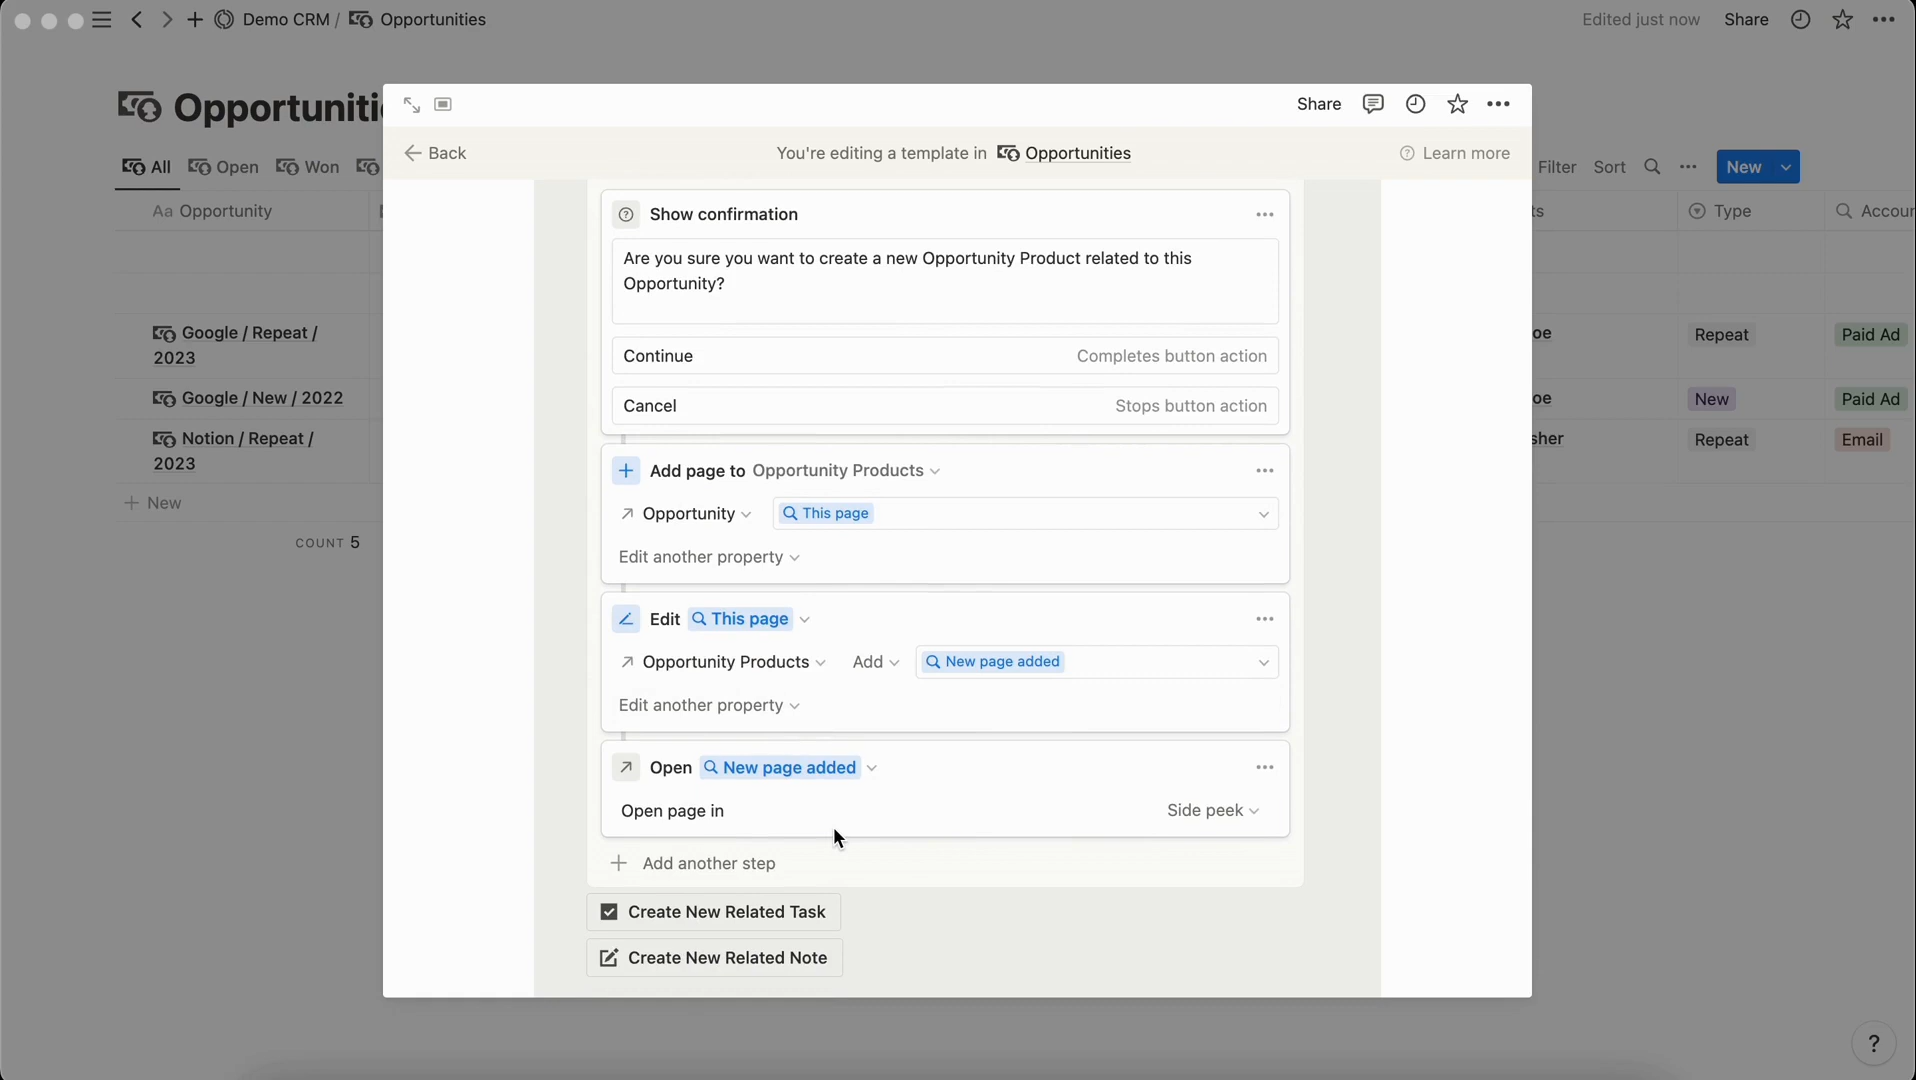 Demo CRM / Opportunities
Edited just now
Share
Opportuniti
All
Open
Won
Filter
Sort
New
Aa Opportunity
ts
Type
Accoun
Google / Repeat /
2023
oe
Repeat
Paid Ad
Google / New / 2022
oe
New
Paid Ad
Notion / Repeat /
2023
sher
Repeat
Email
+ New
COUNT 5
Share
Back
You're editing a template in Opportunities
Learn more
Show confirmation
Are you sure you want to create a new Opportunity Product related to this
Opportunity?
Continue
Completes button action
Cancel
Stops button action
Add page to Opportunity Products
Opportunity
This page
Edit another property
Edit This page
Opportunity Products
Add
New page added
Edit another property
Open New page added
Open page in
Side peek
+ Add another step
Create New Related Task
Create New Related Note
?